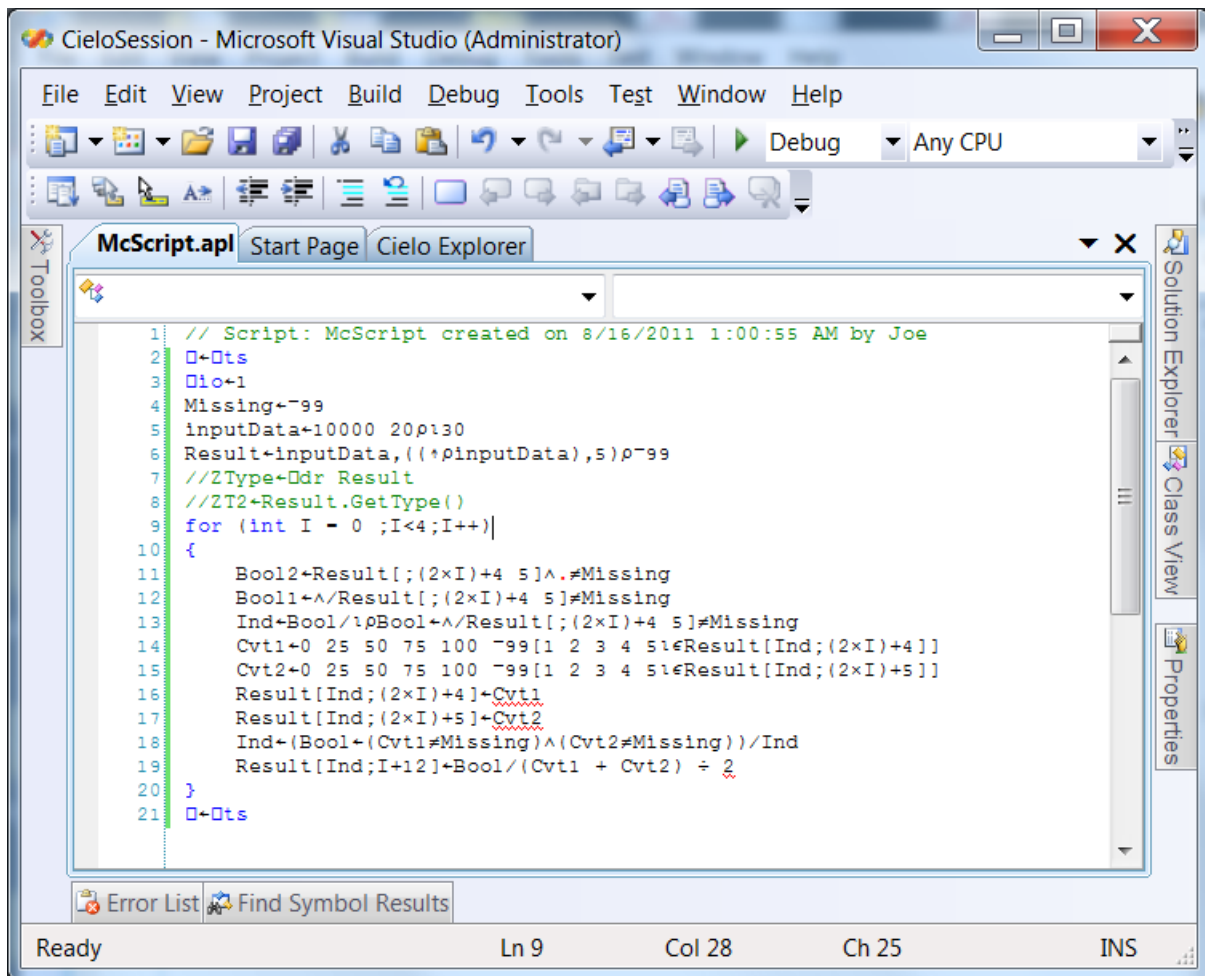 CieloSession - Microsoft Visual Studio (Administrator)
File Edit View Project Build Debug Tools Test Window Help
Debug Any CPU
Toolbox
McScript.apl Start Page Cielo Explorer
1 // Script: McScript created on 8/16/2011 1:00:55 AM by Joe
2 ⎕←⎕ts
3 ⎕io←1
4 Missing←¯99
5 inputData←10000 20⍴⍳30
6 Result←inputData,((↑⍴inputData),5)⍴¯99
7 //ZType←⎕dr Result
8 //ZT2←Result.GetType()
9 for (int I = 0 ;I<4;I++)
10 {
11 Bool2←Result[;(2×I)+4 5]∧.≠Missing
12 Bool1←∧/Result[;(2×I)+4 5]≠Missing
13 Ind←Bool/⍳⍴Bool←∧/Result[;(2×I)+4 5]≠Missing
14 Cvt1←0 25 50 75 100 ¯99[1 2 3 4 5⍳∊Result[Ind;(2×I)+4]]
15 Cvt2←0 25 50 75 100 ¯99[1 2 3 4 5⍳∊Result[Ind;(2×I)+5]]
16 Result[Ind;(2×I)+4]←Cvt1
17 Result[Ind;(2×I)+5]←Cvt2
18 Ind←(Bool←(Cvt1≠Missing)∧(Cvt2≠Missing))/Ind
19 Result[Ind;I+12]←Bool/(Cvt1 + Cvt2) ÷ 2
20 }
21 ⎕←⎕ts
Solution Explorer
Class View
Properties
Error List Find Symbol Results
Ready Ln 9 Col 28 Ch 25 INS